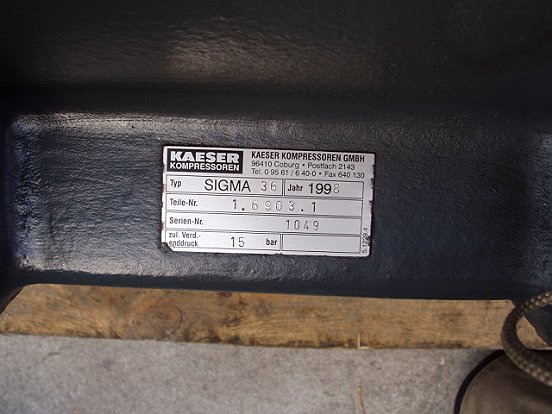 KAESER
KOMPRESSOREN
KAESER KOMPRESSOREN GMBH
96410 Coburg • Postfach 2143
Tel. 0 95 61 / 6 40-0 • Fax 640 130
Typ SIGMA 36 Jahr 1998
Teile-Nr. 1.6903.1
Serien-Nr. 1049
zul. Verd.-
enddruck 15 bar